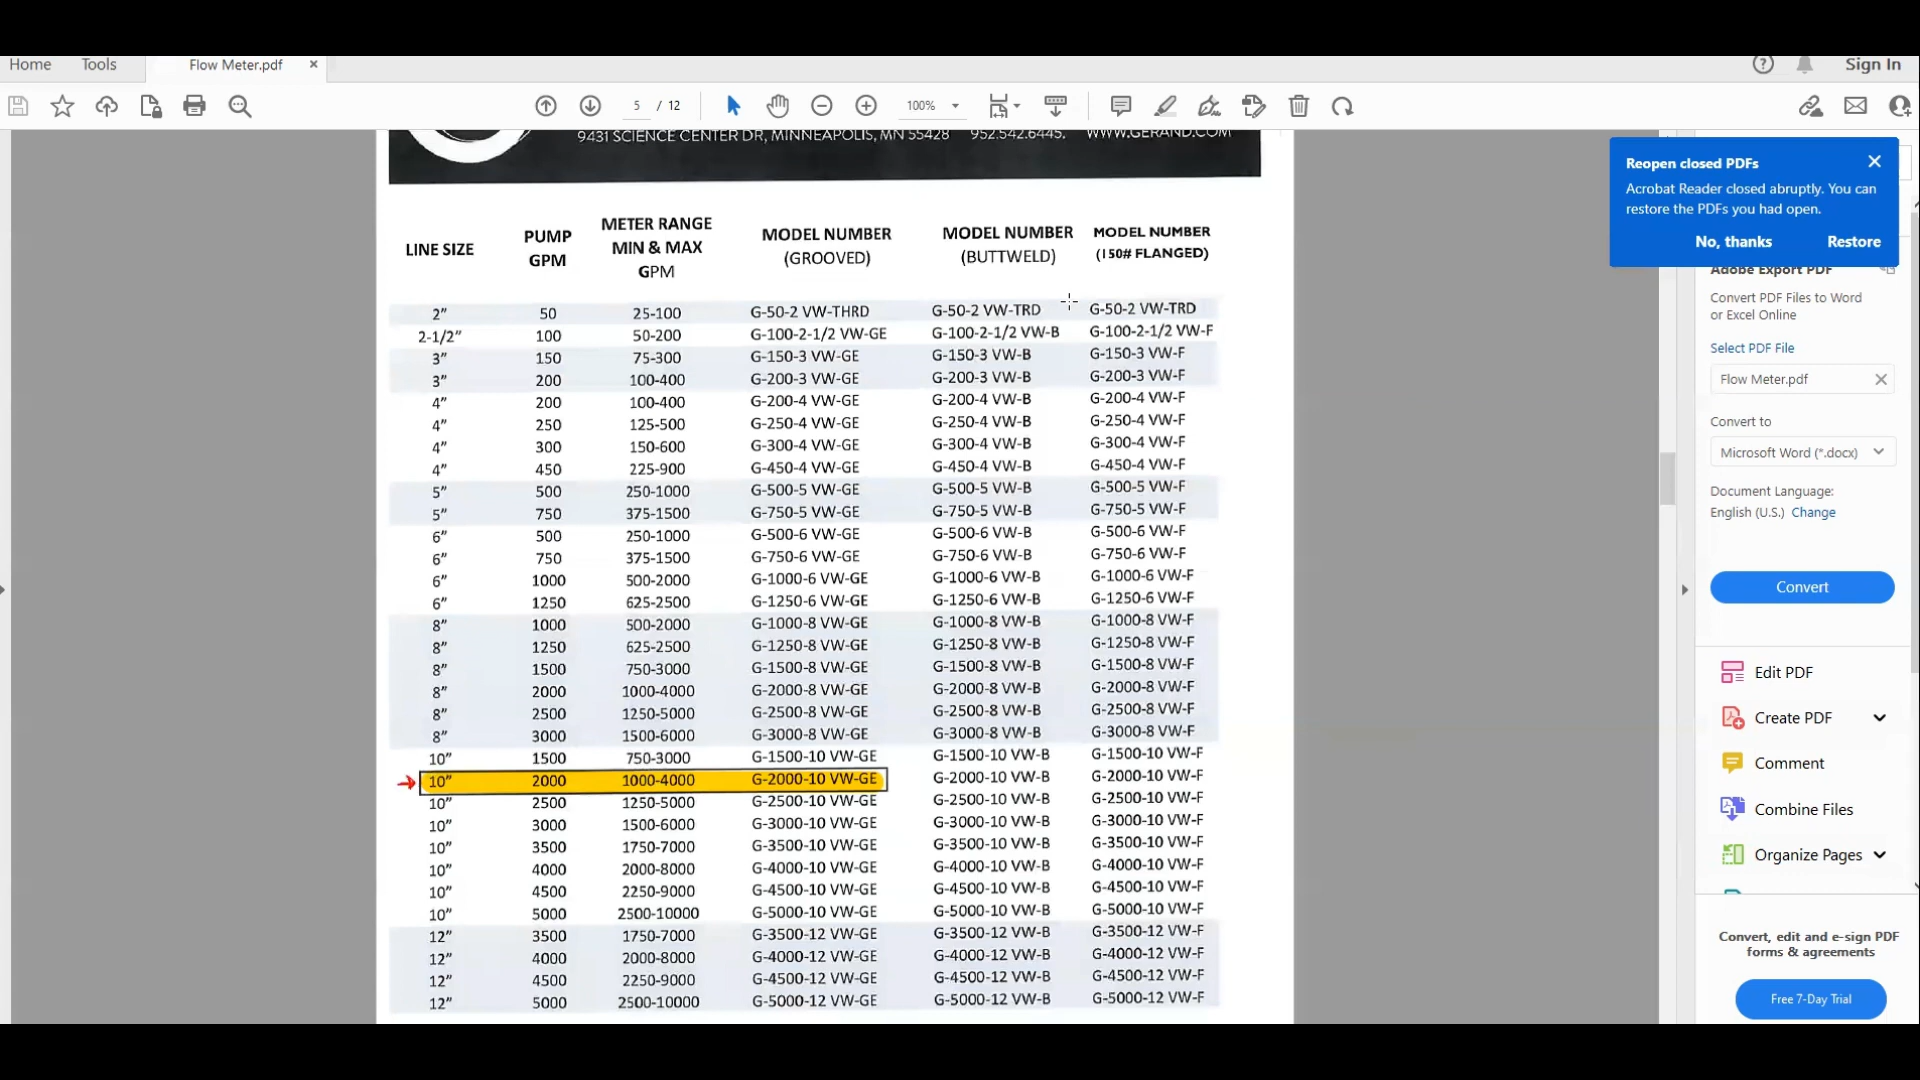 Home Tools Flow Meter.pdf × Sign In
5 / 12 100%
9431 SCIENCE CENTER DR, MINNEAPOLIS, MN 55428 952.542.6445. WWW.GERAND.COM
LINE SIZE PUMP GPM METER RANGE MIN & MAX GPM MODEL NUMBER (GROOVED) MODEL NUMBER (BUTTWELD) MODEL NUMBER (150# FLANGED)
2” 50 25-100 G-50-2 VW-THRD G-50-2 VW-TRD G-50-2 VW-TRD
2-1/2” 100 50-200 G-100-2-1/2 VW-GE G-100-2-1/2 VW-B G-100-2-1/2 VW-F
3” 150 75-300 G-150-3 VW-GE G-150-3 VW-B G-150-3 VW-F
3” 200 100-400 G-200-3 VW-GE G-200-3 VW-B G-200-3 VW-F
4” 200 100-400 G-200-4 VW-GE G-200-4 VW-B G-200-4 VW-F
4” 250 125-500 G-250-4 VW-GE G-250-4 VW-B G-250-4 VW-F
4” 300 150-600 G-300-4 VW-GE G-300-4 VW-B G-300-4 VW-F
4” 450 225-900 G-450-4 VW-GE G-450-4 VW-B G-450-4 VW-F
5” 500 250-1000 G-500-5 VW-GE G-500-5 VW-B G-500-5 VW-F
5” 750 375-1500 G-750-5 VW-GE G-750-5 VW-B G-750-5 VW-F
6” 500 250-1000 G-500-6 VW-GE G-500-6 VW-B G-500-6 VW-F
6” 750 375-1500 G-750-6 VW-GE G-750-6 VW-B G-750-6 VW-F
6” 1000 500-2000 G-1000-6 VW-GE G-1000-6 VW-B G-1000-6 VW-F
6” 1250 625-2500 G-1250-6 VW-GE G-1250-6 VW-B G-1250-6 VW-F
8” 1000 500-2000 G-1000-8 VW-GE G-1000-8 VW-B G-1000-8 VW-F
8” 1250 625-2500 G-1250-8 VW-GE G-1250-8 VW-B G-1250-8 VW-F
8” 1500 750-3000 G-1500-8 VW-GE G-1500-8 VW-B G-1500-8 VW-F
8” 2000 1000-4000 G-2000-8 VW-GE G-2000-8 VW-B G-2000-8 VW-F
8” 2500 1250-5000 G-2500-8 VW-GE G-2500-8 VW-B G-2500-8 VW-F
8” 3000 1500-6000 G-3000-8 VW-GE G-3000-8 VW-B G-3000-8 VW-F
10” 1500 750-3000 G-1500-10 VW-GE G-1500-10 VW-B G-1500-10 VW-F
10” 2000 1000-4000 G-2000-10 VW-GE G-2000-10 VW-B G-2000-10 VW-F
10” 2500 1250-5000 G-2500-10 VW-GE G-2500-10 VW-B G-2500-10 VW-F
10” 3000 1500-6000 G-3000-10 VW-GE G-3000-10 VW-B G-3000-10 VW-F
10” 3500 1750-7000 G-3500-10 VW-GE G-3500-10 VW-B G-3500-10 VW-F
10” 4000 2000-8000 G-4000-10 VW-GE G-4000-10 VW-B G-4000-10 VW-F
10” 4500 2250-9000 G-4500-10 VW-GE G-4500-10 VW-B G-4500-10 VW-F
10” 5000 2500-10000 G-5000-10 VW-GE G-5000-10 VW-B G-5000-10 VW-F
12” 3500 1750-7000 G-3500-12 VW-GE G-3500-12 VW-B G-3500-12 VW-F
12” 4000 2000-8000 G-4000-12 VW-GE G-4000-12 VW-B G-4000-12 VW-F
12” 4500 2250-9000 G-4500-12 VW-GE G-4500-12 VW-B G-4500-12 VW-F
12” 5000 2500-10000 G-5000-12 VW-GE G-5000-12 VW-B G-5000-12 VW-F
Reopen closed PDFs
Acrobat Reader closed abruptly. You can
restore the PDFs you had open.
No, thanks Restore
Adobe Export PDF
Convert PDF Files to Word
or Excel Online
Select PDF File
Flow Meter.pdf
Convert to
Microsoft Word (*.docx)
Document Language:
English (U.S.) Change
Convert
Edit PDF
Create PDF
Comment
Combine Files
Organize Pages
Convert, edit and e-sign PDF
forms & agreements
Free 7-Day Trial